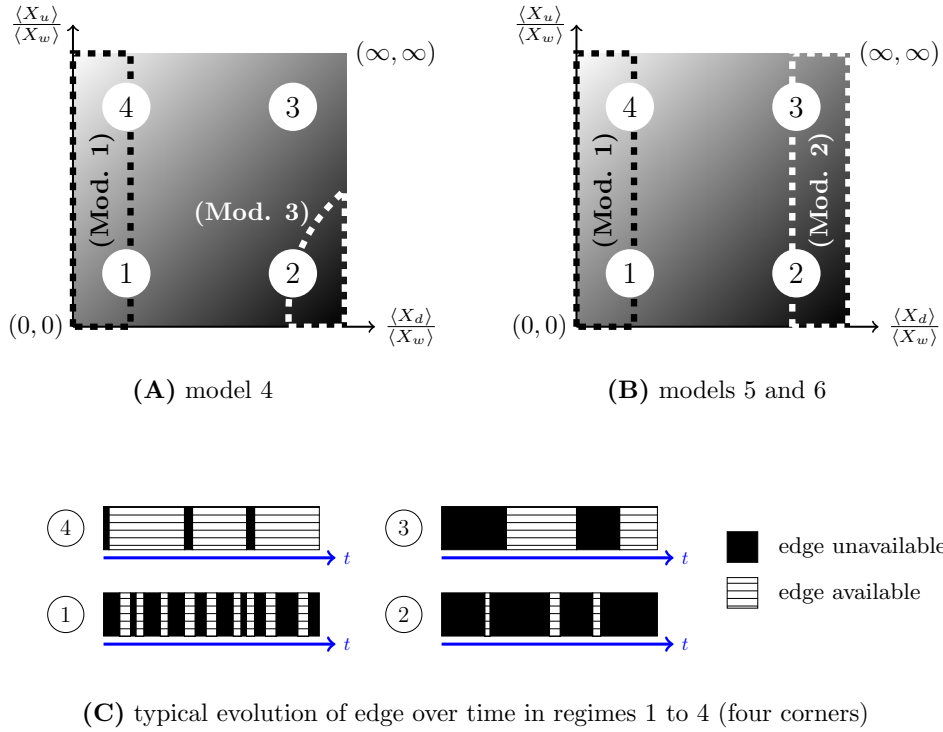 ⟨X_u⟩/⟨X_w⟩
(∞, ∞)
4
3
(Mod. 1)
(Mod. 3)
1
2
(0, 0)
⟨X_d⟩/⟨X_w⟩
(A) model 4
⟨X_u⟩/⟨X_w⟩
(∞, ∞)
4
3
(Mod. 1)
(Mod. 2)
1
2
(0, 0)
⟨X_d⟩/⟨X_w⟩
(B) models 5 and 6
4
t
3
t
edge unavailable
1
t
2
t
edge available
(C) typical evolution of edge over time in regimes 1 to 4 (four corners)